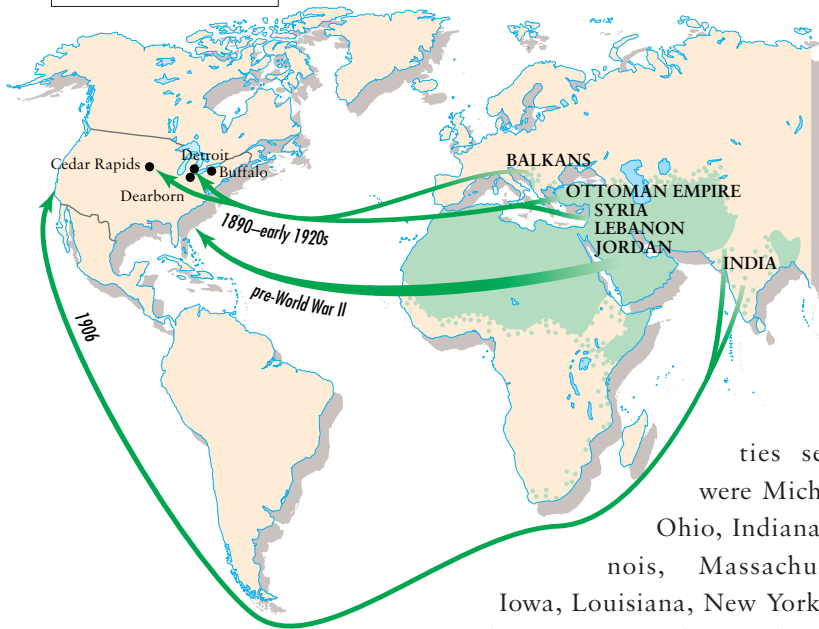 BALKANS
Detroit
Cedar Rapids
Buffalo
Dearborn
OTTOMAN EMPIRE
SYRIA
LEBANON
JORDAN
1890–early 1920s
INDIA
pre-World War II
1906
ties se
were Mich
Ohio, Indiana,
nois, Massachu
Iowa, Louisiana, New York,